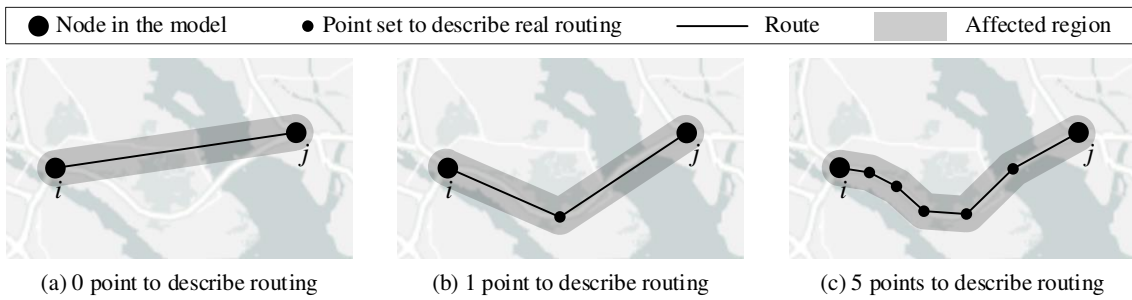 Node in the model Point set to describe real routing Route Affected region
i j i j i j
(a) 0 point to describe routing (b) 1 point to describe routing (c) 5 points to describe routing